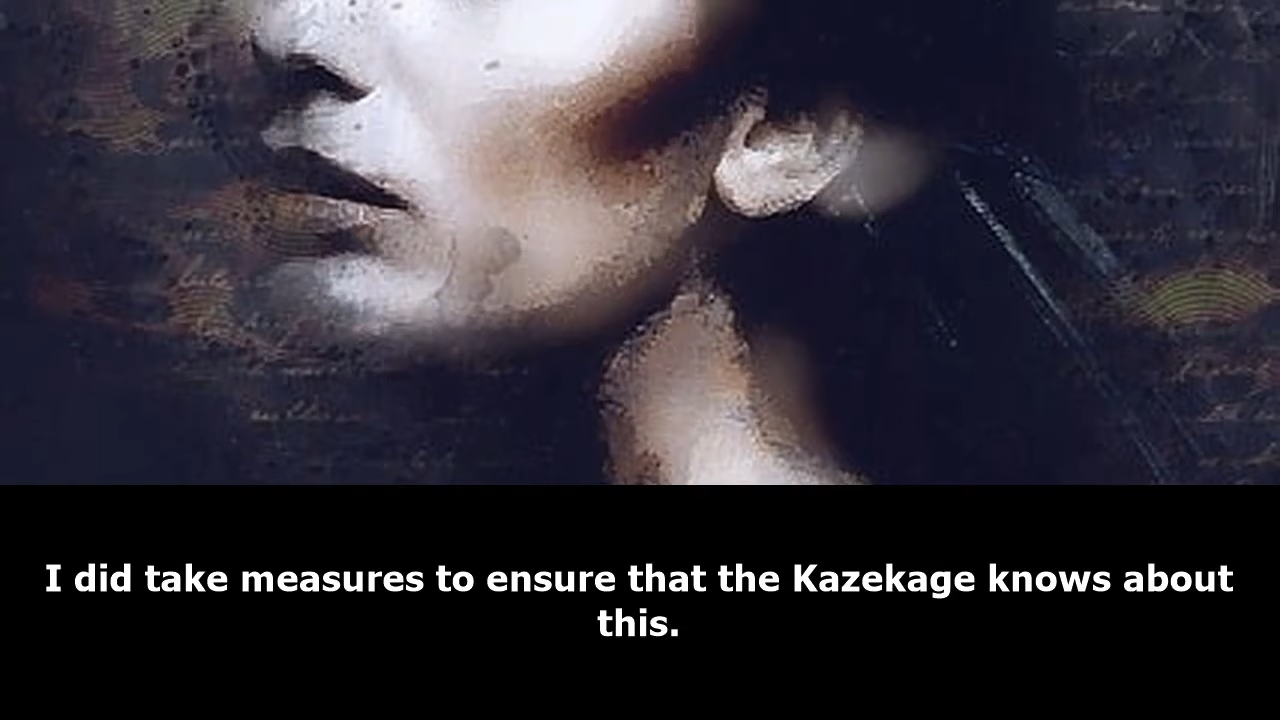 I did take measures to ensure that the Kazekage knows about
this.